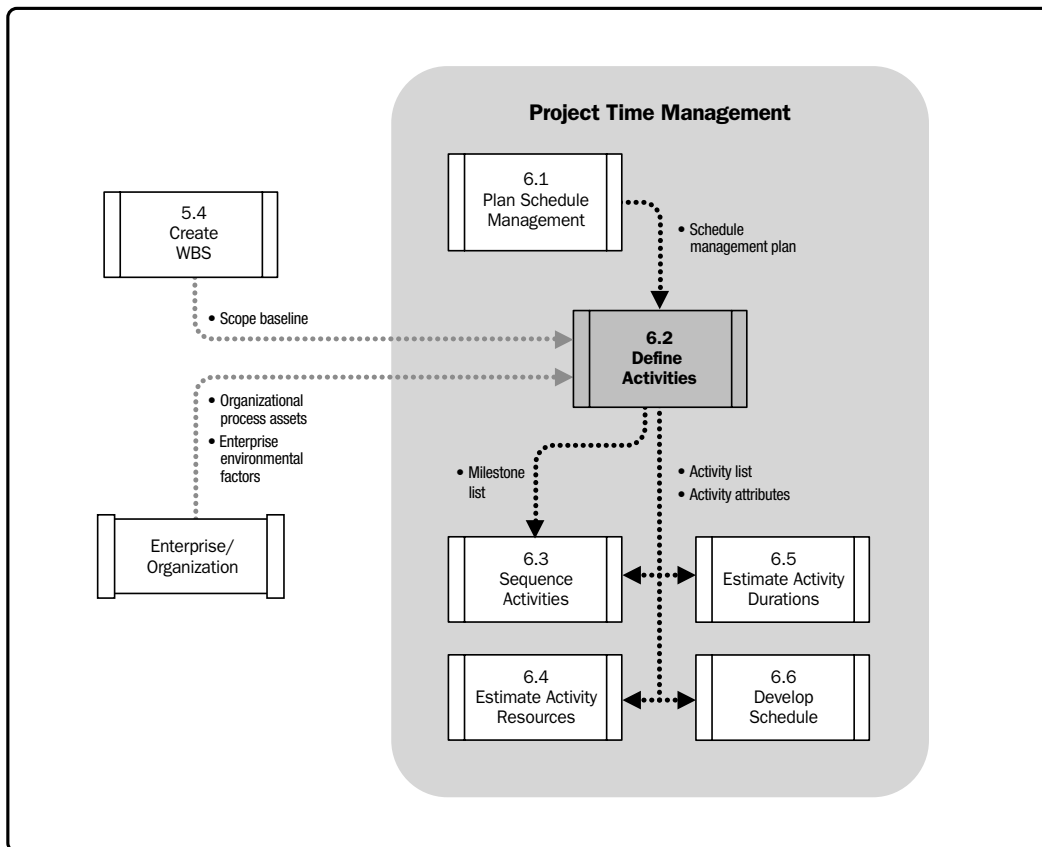 Project Time Management
6.1
Plan Schedule
Management
5.4
Create
WBS
• Schedule
management plan
• Scope baseline
6.2
Define
Activities
• Organizational
process assets
• Enterprise
environmental
factors
• Milestone
list
• Activity list
• Activity attributes
Enterprise/
Organization
6.3
Sequence
Activities
6.5
Estimate Activity
Durations
6.4
Estimate Activity
Resources
6.6
Develop
Schedule